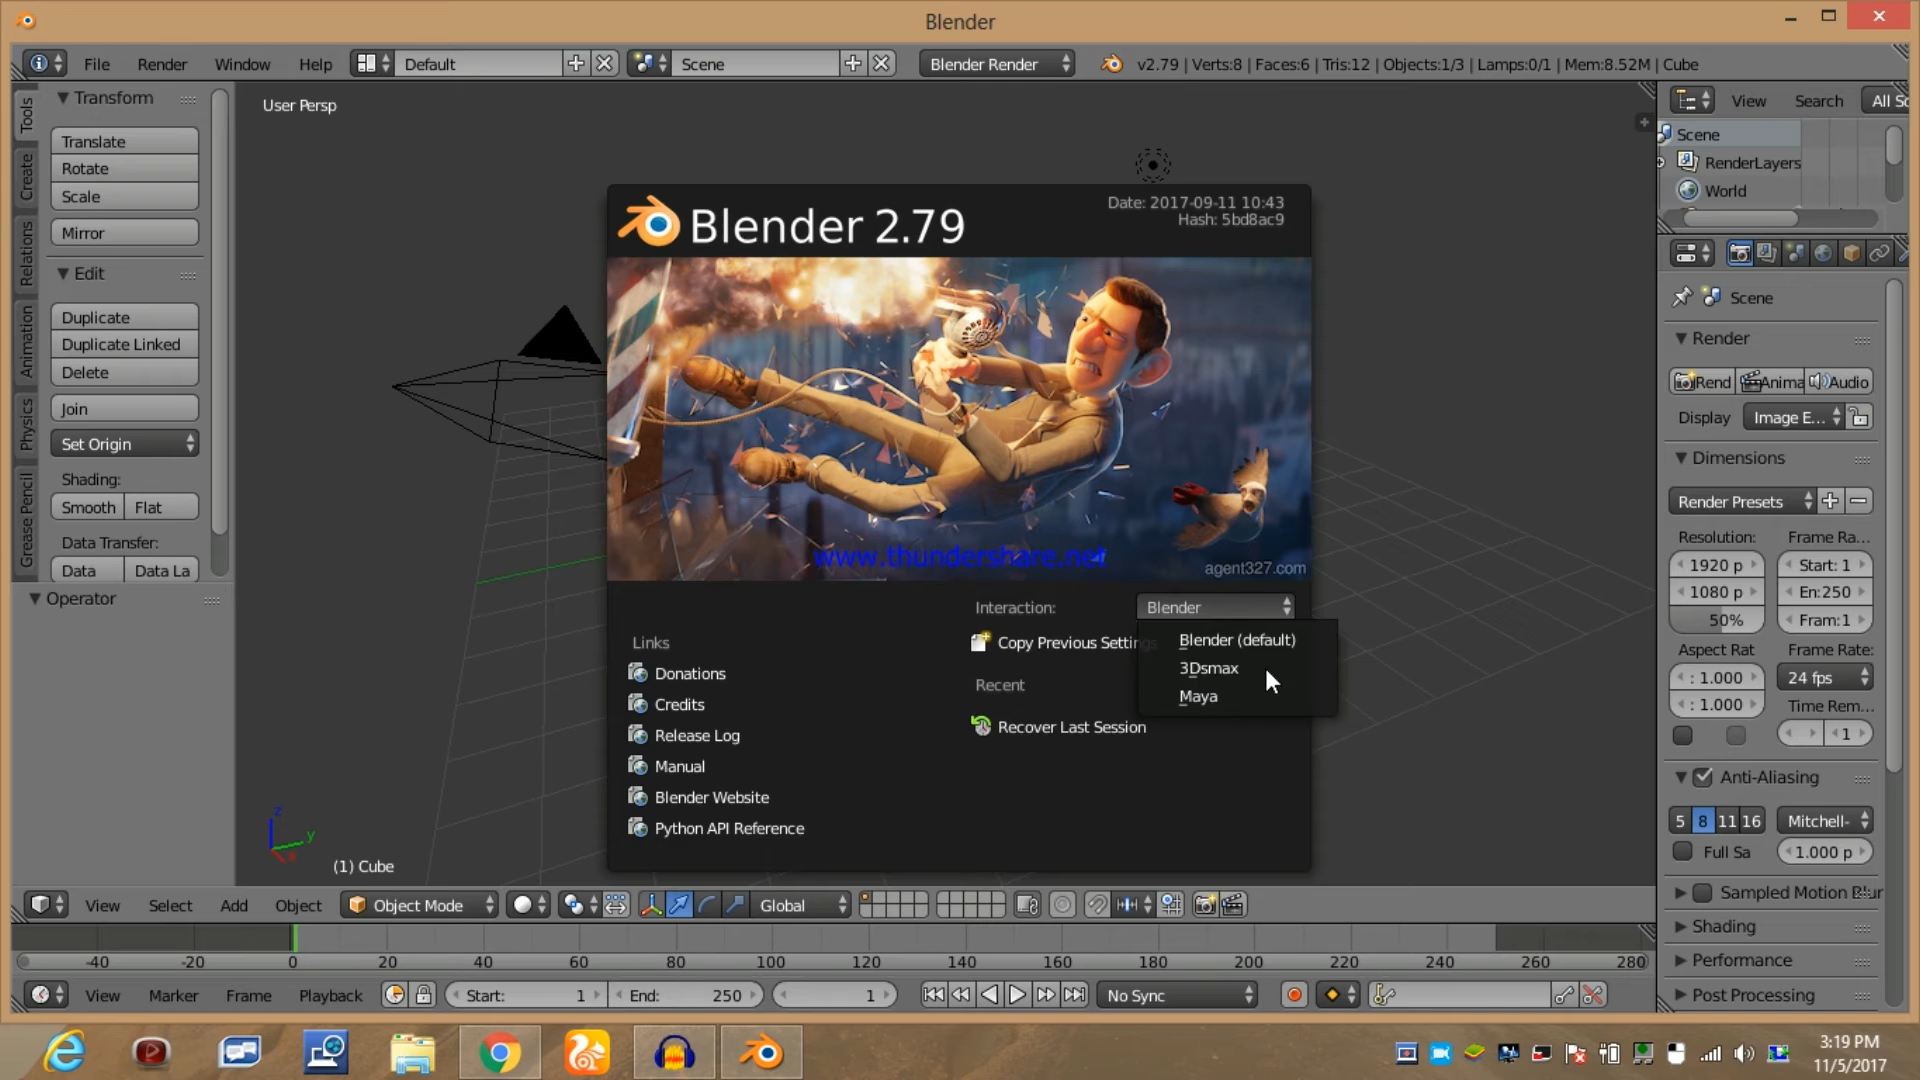 Blender
File Render Window Help Default Scene Blender Render v2.79 | Verts:8 | Faces:6 | Tris:12 | Objects:1/3 | Lamps:0/1 | Mem:8.52M | Cube
Tools
Create
Relations
Animation
Physics
Grease Pencil
Transform
Translate
Rotate
Scale
Mirror
Edit
Duplicate
Duplicate Linked
Delete
Join
Set Origin
Shading:
Smooth Flat
Data Transfer:
Data Data La
Operator
User Persp
Blender 2.79
Date: 2017-09-11 10:43
Hash: 5bd8ac9
www.thundershare.net
agent327.com
Interaction: Blender
Blender (default)
3Dsmax
Maya
Copy Previous Setting
Recent
Recover Last Session
Links
Donations
Credits
Release Log
Manual
Blender Website
Python API Reference
z
y
x
(1) Cube
View Search All Sc
Scene
RenderLayers
World
Scene
Render
Rend Anima Audio
Display Image E...
Dimensions
Render Presets
Resolution: Frame Ra...
1920 p Start: 1
1080 p En:250
50% Fram:1
Aspect Rat Frame Rate:
: 1.000 24 fps
: 1.000 Time Rem...
1
Anti-Aliasing
5 8 11 16 Mitchell-
Full Sa 1.000 p
Sampled Motion Blur
Shading
Performance
Post Processing
View Select Add Object Object Mode Global
-40 -20 0 20 40 60 80 100 120 140 160 180 200 220 240 260 280
View Marker Frame Playback Start: 1 End: 250 1 No Sync
3:19 PM
11/5/2017